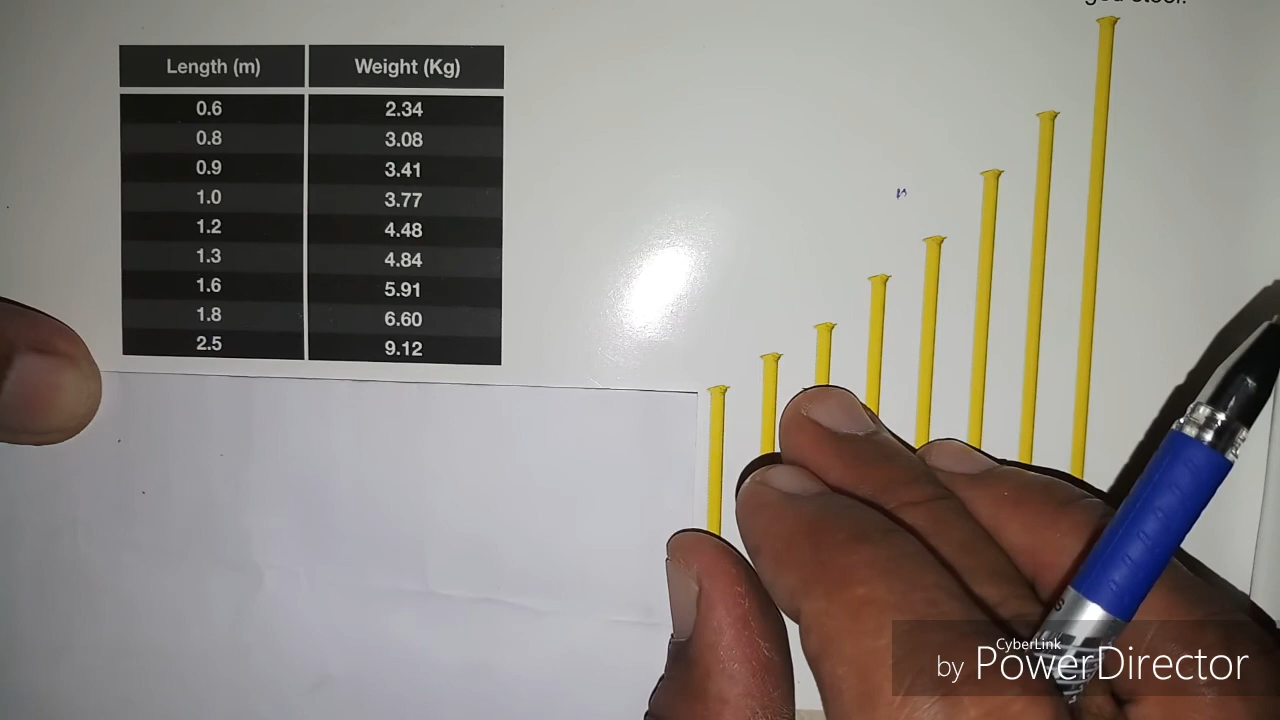 ged steel.
Length (m) Weight (Kg)
0.6 2.34
0.8 3.08
0.9 3.41
1.0 3.77
1.2 4.48
1.3 4.84
1.6 5.91
1.8 6.60
2.5 9.12
CyberLink
by PowerDirector